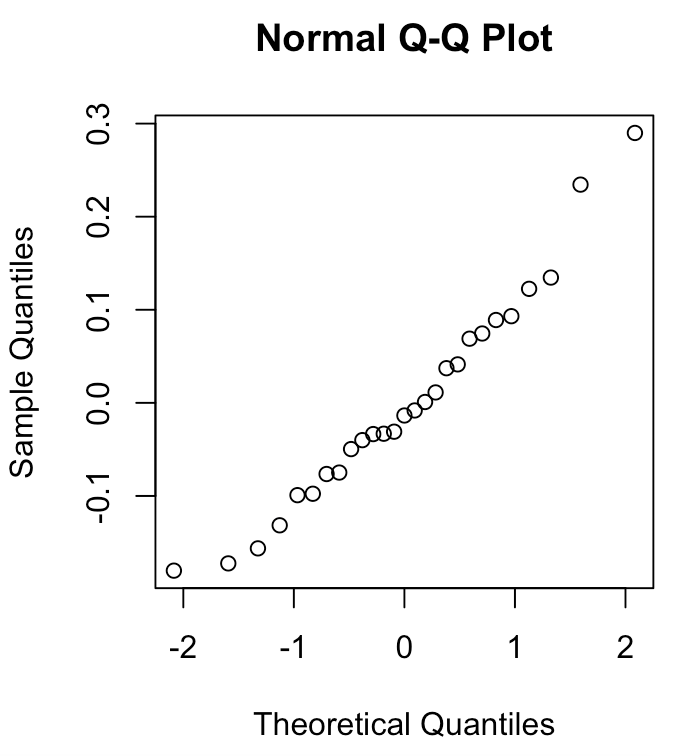 Normal Q-Q Plot
0.3
0.2
0.1
0.0
-0.1
Sample Quantiles
-2 -1 0 1 2
Theoretical Quantiles